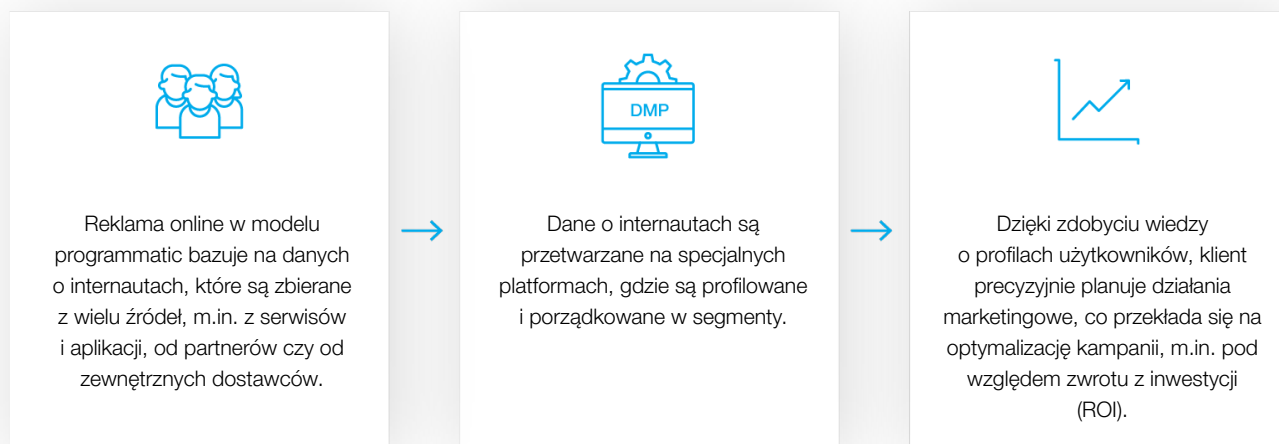 Reklama online w modelu
programmatic bazuje na danych
o internautach, które są zbierane
z wielu źródeł, m.in. z serwisów
i aplikacji, od partnerów czy od
zewnętrznych dostawców.
DMP
Dane o internautach są
przetwarzane na specjalnych
platformach, gdzie są profilowane
i porządkowane w segmenty.
Dzięki zdobyciu wiedzy
o profilach użytkowników, klient
precyzyjnie planuje działania
marketingowe, co przekłada się na
optymalizację kampanii, m.in. pod
względem zwrotu z inwestycji
(ROI).